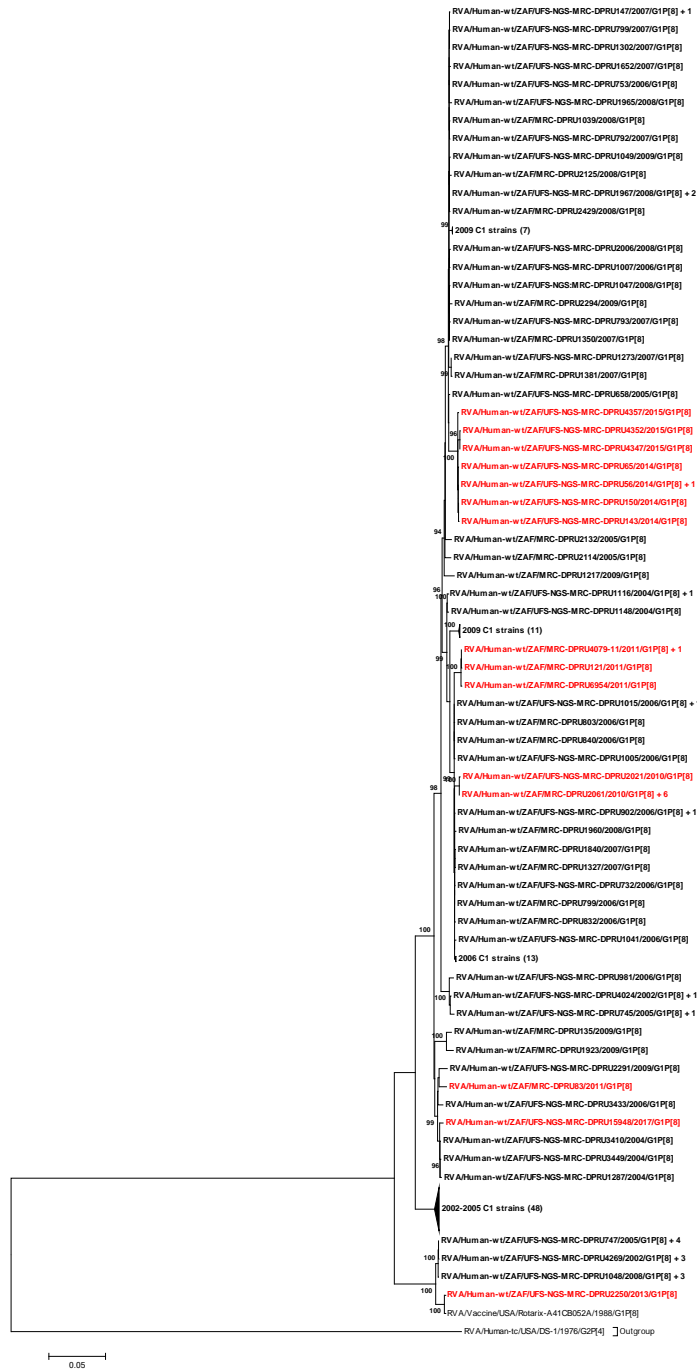 RVA/Human-wt/ZAF/UFS-NGS-MRC-DPRU147/2007/G1P[8] + 1
RVA/Human-wt/ZAF/UFS-NGS-MRC-DPRU799/2007/G1P[8]
RVA/Human-wt/ZAF/UFS-NGS-MRC-DPRU1302/2007/G1P[8]
RVA/Human-wt/ZAF/UFS-NGS-MRC-DPRU1652/2007/G1P[8]
RVA/Human-wt/ZAF/UFS-NGS-MRC-DPRU753/2006/G1P[8]
RVA/Human-wt/ZAF/UFS-NGS-MRC-DPRU1965/2008/G1P[8]
RVA/Human-wt/ZAF/MRC-DPRU1039/2008/G1P[8]
RVA/Human-wt/ZAF/UFS-NGS-MRC-DPRU792/2007/G1P[8]
RVA/Human-wt/ZAF/UFS-NGS-MRC-DPRU1049/2009/G1P[8]
RVA/Human-wt/ZAF/MRC-DPRU2125/2008/G1P[8]
RVA/Human-wt/ZAF/UFS-NGS-MRC-DPRU1967/2008/G1P[8] + 2
RVA/Human-wt/ZAF/MRC-DPRU2429/2008/G1P[8]
99
2009 C1 strains (7)
RVA/Human-wt/ZAF/UFS-NGS-MRC-DPRU2006/2008/G1P[8]
RVA/Human-wt/ZAF/UFS-NGS-MRC-DPRU1007/2006/G1P[8]
RVA/Human-wt/ZAF/UFS-NGS:MRC-DPRU1047/2008/G1P[8]
RVA/Human-wt/ZAF/MRC-DPRU2294/2009/G1P[8]
RVA/Human-wt/ZAF/UFS-NGS-MRC-DPRU793/2007/G1P[8]
98
RVA/Human-wt/ZAF/MRC-DPRU1350/2007/G1P[8]
RVA/Human-wt/ZAF/UFS-NGS-MRC-DPRU1273/2007/G1P[8]
99
RVA/Human-wt/ZAF/MRC-DPRU1381/2007/G1P[8]
RVA/Human-wt/ZAF/UFS-NGS-MRC-DPRU658/2005/G1P[8]
RVA/Human-wt/ZAF/UFS-NGS-MRC-DPRU4357/2015/G1P[8]
96
RVA/Human-wt/ZAF/UFS-NGS-MRC-DPRU4352/2015/G1P[8]
RVA/Human-wt/ZAF/UFS-NGS-MRC-DPRU4347/2015/G1P[8]
100
RVA/Human-wt/ZAF/UFS-NGS-MRC-DPRU65/2014/G1P[8]
RVA/Human-wt/ZAF/UFS-NGS-MRC-DPRU56/2014/G1P[8] + 1
RVA/Human-wt/ZAF/UFS-NGS-MRC-DPRU150/2014/G1P[8]
RVA/Human-wt/ZAF/UFS-NGS-MRC-DPRU143/2014/G1P[8]
94
RVA/Human-wt/ZAF/MRC-DPRU2132/2005/G1P[8]
RVA/Human-wt/ZAF/MRC-DPRU2114/2005/G1P[8]
RVA/Human-wt/ZAF/MRC-DPRU1217/2009/G1P[8]
96
100
RVA/Human-wt/ZAF/UFS-NGS-MRC-DPRU1116/2004/G1P[8] + 1
RVA/Human-wt/ZAF/UFS-NGS-MRC-DPRU1148/2004/G1P[8]
100
2009 C1 strains (11)
RVA/Human-wt/ZAF/MRC-DPRU4079-11/2011/G1P[8] + 1
99
100
RVA/Human-wt/ZAF/MRC-DPRU121/2011/G1P[8]
RVA/Human-wt/ZAF/MRC-DPRU6954/2011/G1P[8]
RVA/Human-wt/ZAF/UFS-NGS-MRC-DPRU1015/2006/G1P[8] +
RVA/Human-wt/ZAF/MRC-DPRU803/2006/G1P[8]
RVA/Human-wt/ZAF/MRC-DPRU840/2006/G1P[8]
RVA/Human-wt/ZAF/UFS-NGS-MRC-DPRU1005/2006/G1P[8]
RVA/Human-wt/ZAF/UFS-NGS-MRC-DPRU2021/2010/G1P[8]
98
RVA/Human-wt/ZAF/MRC-DPRU2061/2010/G1P[8] + 6
RVA/Human-wt/ZAF/UFS-NGS-MRC-DPRU902/2006/G1P[8] + 1
RVA/Human-wt/ZAF/MRC-DPRU1960/2008/G1P[8]
RVA/Human-wt/ZAF/MRC-DPRU1840/2007/G1P[8]
RVA/Human-wt/ZAF/MRC-DPRU1327/2007/G1P[8]
RVA/Human-wt/ZAF/UFS-NGS-MRC-DPRU732/2006/G1P[8]
RVA/Human-wt/ZAF/MRC-DPRU799/2006/G1P[8]
RVA/Human-wt/ZAF/MRC-DPRU832/2006/G1P[8]
100
RVA/Human-wt/ZAF/UFS-NGS-MRC-DPRU1041/2006/G1P[8]
2006 C1 strains (13)
RVA/Human-wt/ZAF/UFS-NGS-MRC-DPRU981/2006/G1P[8]
100
RVA/Human-wt/ZAF/UFS-NGS-MRC-DPRU4024/2002/G1P[8] + 1
RVA/Human-wt/ZAF/UFS-NGS-MRC-DPRU745/2005/G1P[8] + 1
100
RVA/Human-wt/ZAF/MRC-DPRU135/2009/G1P[8]
RVA/Human-wt/ZAF/MRC-DPRU1923/2009/G1P[8]
RVA/Human-wt/ZAF/UFS-NGS-MRC-DPRU2291/2009/G1P[8]
RVA/Human-wt/ZAF/MRC-DPRU83/2011/G1P[8]
RVA/Human-wt/ZAF/UFS-NGS-MRC-DPRU3433/2006/G1P[8]
99
RVA/Human-wt/ZAF/UFS-NGS-MRC-DPRU15948/2017/G1P[8]
RVA/Human-wt/ZAF/UFS-NGS-MRC-DPRU3410/2004/G1P[8]
RVA/Human-wt/ZAF/UFS-NGS-MRC-DPRU3449/2004/G1P[8]
96
RVA/Human-wt/ZAF/UFS-NGS-MRC-DPRU1287/2004/G1P[8]
2002-2005 C1 strains (48)
RVA/Human-wt/ZAF/UFS-NGS-MRC-DPRU747/2005/G1P[8] + 4
100
RVA/Human-wt/ZAF/UFS-NGS-MRC-DPRU4269/2002/G1P[8] + 3
RVA/Human-wt/ZAF/UFS-NGS-MRC-DPRU1048/2008/G1P[8] + 3
100
RVA/Human-wt/ZAF/UFS-NGS-MRC-DPRU2250/2013/G1P[8]
100
RVA/Vaccine/USA/Rotarix-A41CB052A/1988/G1P[8]
RVA/Human-tc/USA/DS-1/1976/G2P[4] Outgroup
0.05